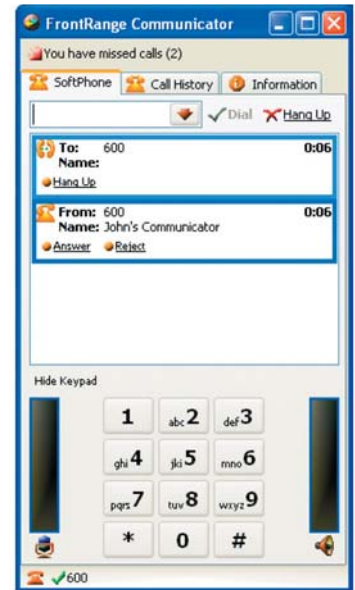 FrontRange Communicator
You have missed calls (2)
SoftPhone Call History Information
Dial Hang Up
To: 600 0:06
Name:
Hang Up
From: 600 0:06
Name: John's Communicator
Answer Reject
Hide Keypad
1 abc 2 def 3
ghi 4 jkl 5 mno 6
pqrs 7 tuv 8 wxyz 9
* 0 #
600